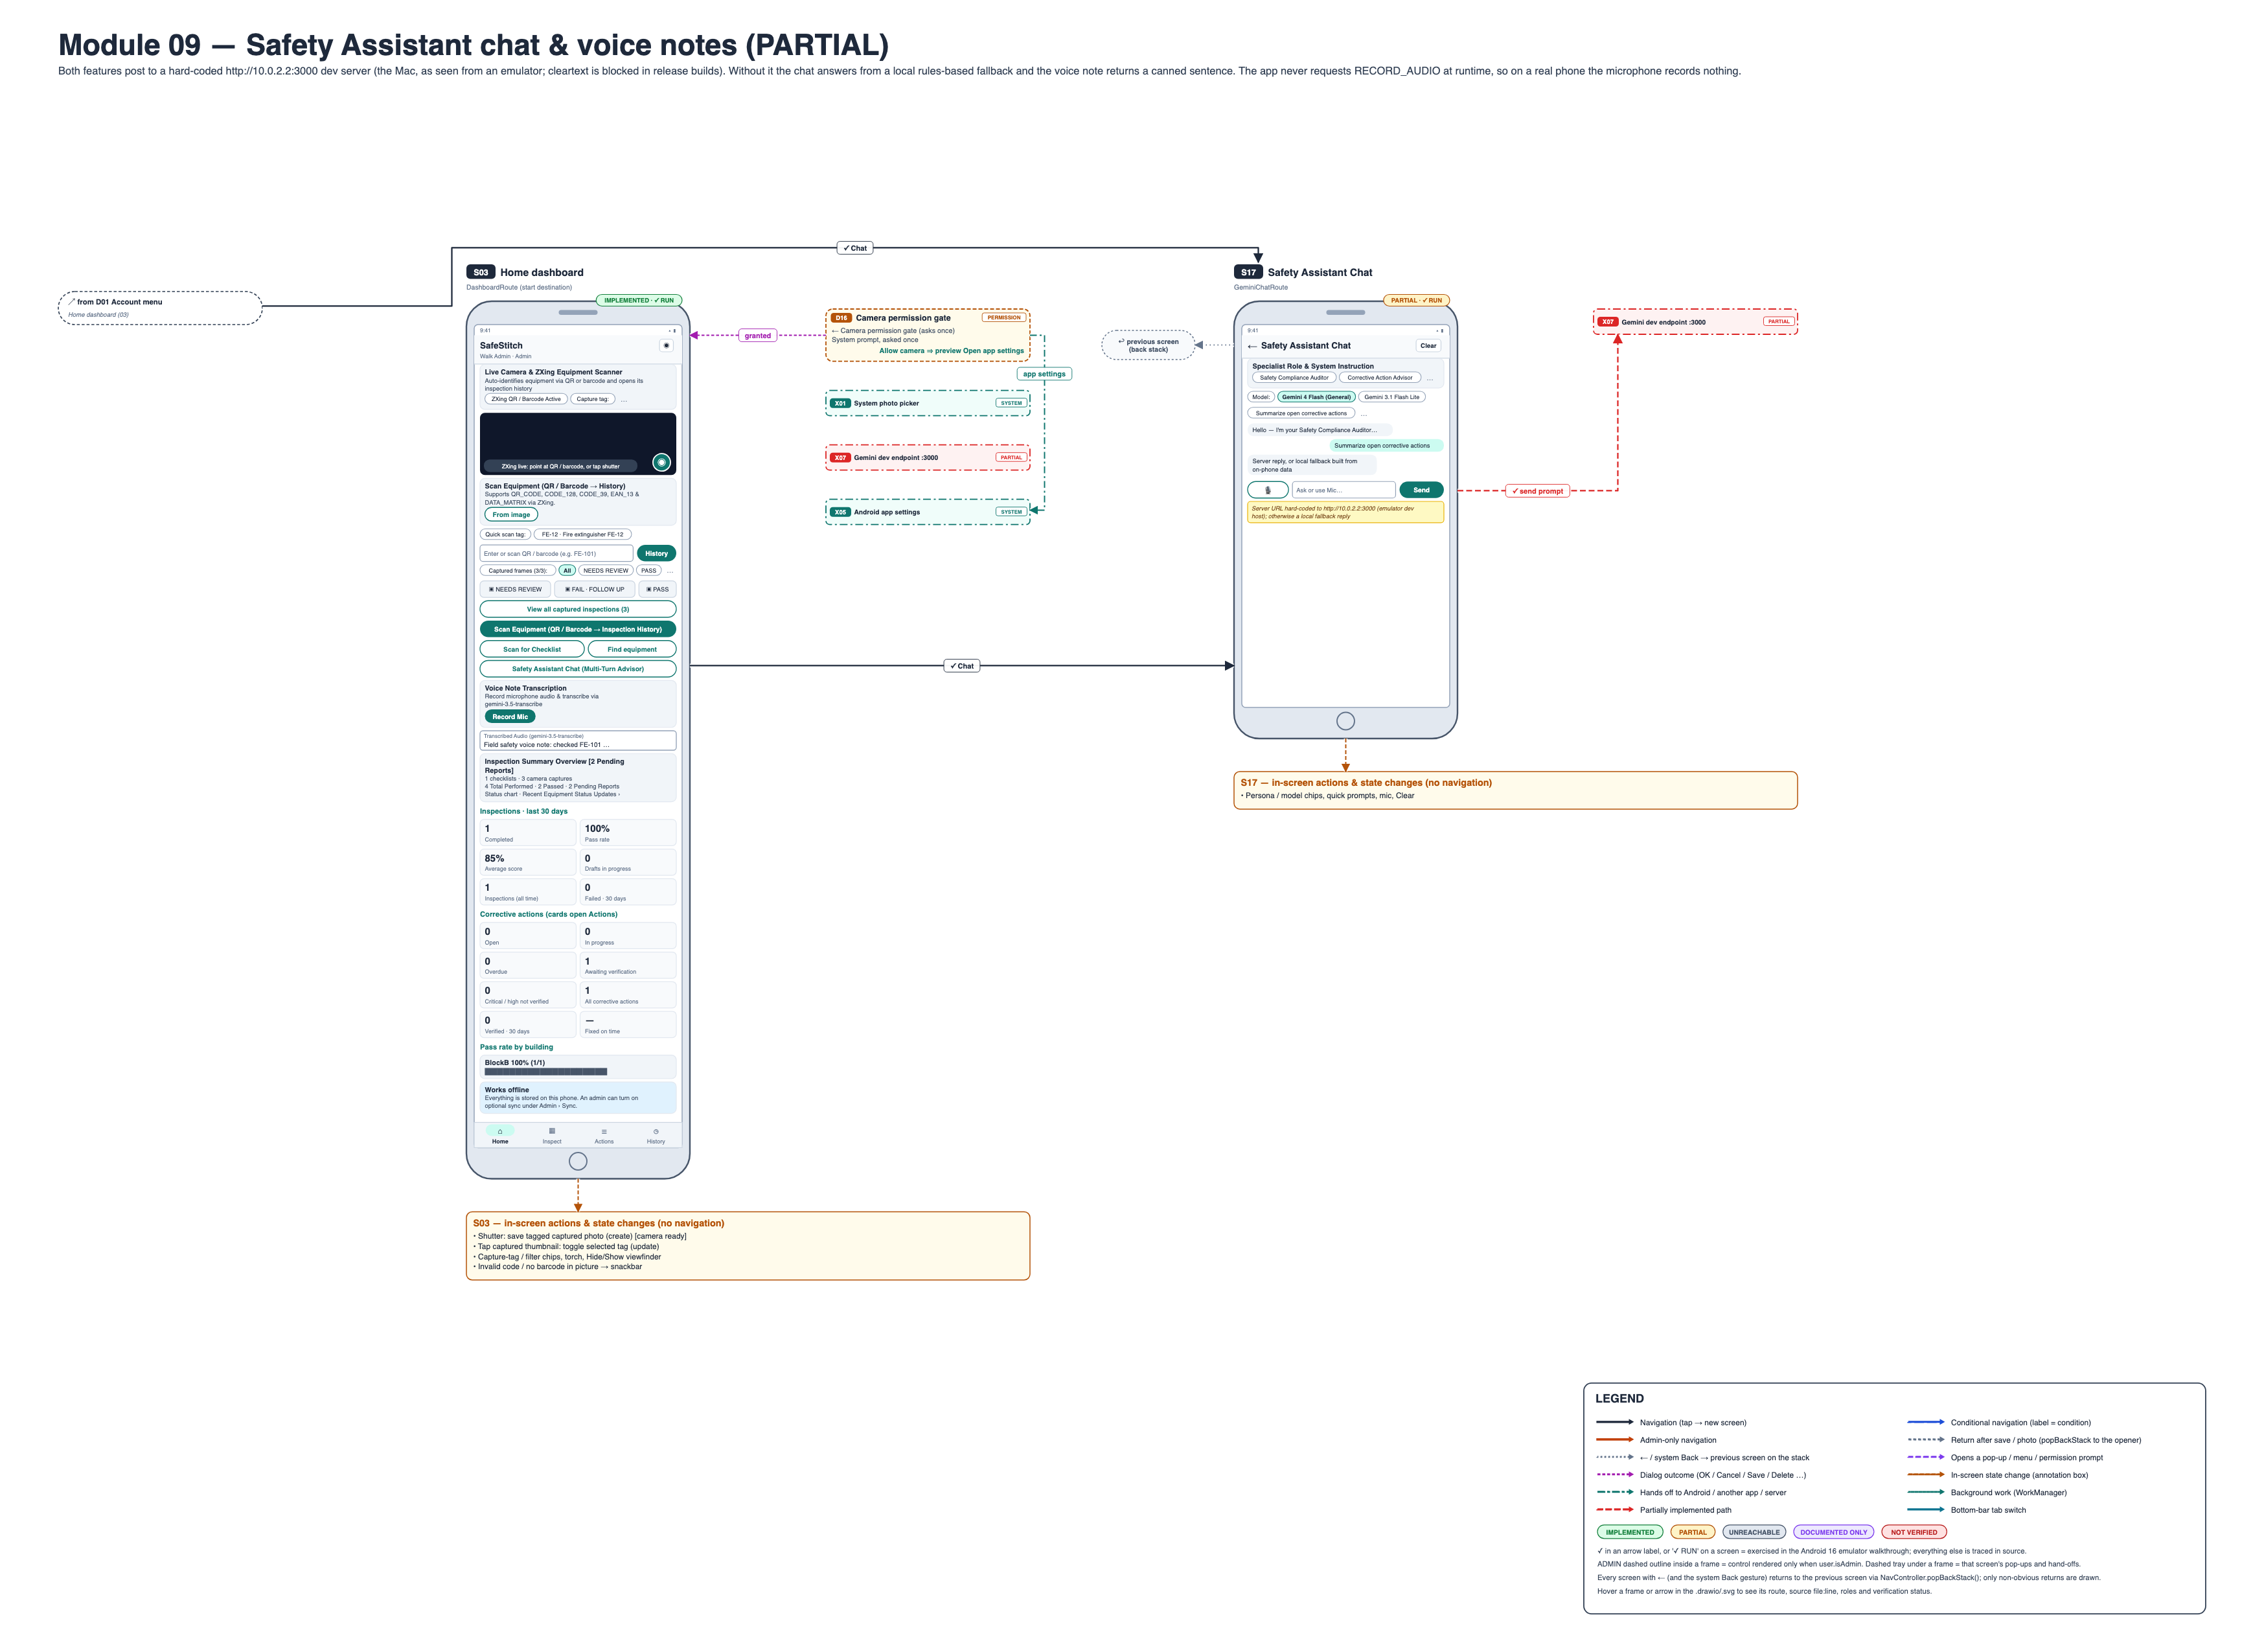 Module 09 — Safety Assistant chat & voice notes (PARTIAL)
Both features post to a hard-coded http://10.0.2.2:3000 dev server (the Mac, as seen from an emulator; cleartext is blocked in release builds). Without it the chat answers from a local rules-based fallback and the voice note returns a canned sentence. The app never requests RECORD_AUDIO at runtime, so on a real phone the microphone records nothing.
✓ Chat
from D01 Account menu
Home dashboard (03)
S03 Home dashboard
DashboardRoute (start destination)
IMPLEMENTED · ✓ RUN
9:41
SafeStitch
Walk Admin · Admin
Live Camera & ZXing Equipment Scanner
Auto-identifies equipment via QR or barcode and opens its
inspection history
ZXing QR / Barcode Active
Capture tag:
…
ZXing live: point at QR / barcode, or tap shutter
Scan Equipment (QR / Barcode → History)
Supports QR_CODE, CODE_128, CODE_39, EAN_13 &
DATA_MATRIX via ZXing.
From image
Quick scan tag:
FE-12 · Fire extinguisher FE-12
Enter or scan QR / barcode (e.g. FE-101)
History
Captured frames (3/3):
All
NEEDS REVIEW
PASS
…
▣ NEEDS REVIEW
▣ FAIL · FOLLOW UP
▣ PASS
View all captured inspections (3)
Scan Equipment (QR / Barcode → Inspection History)
Scan for Checklist
Find equipment
Safety Assistant Chat (Multi-Turn Advisor)
Voice Note Transcription
Record microphone audio & transcribe via
gemini-3.5-transcribe
Record Mic
Transcribed Audio (gemini-3.5-transcribe)
Field safety voice note: checked FE-101 …
Inspection Summary Overview [2 Pending
Reports]
1 checklists · 3 camera captures
4 Total Performed · 2 Passed · 2 Pending Reports
Status chart · Recent Equipment Status Updates ›
Inspections · last 30 days
1
Completed
100%
Pass rate
85%
Average score
0
Drafts in progress
1
Inspections (all time)
0
Failed · 30 days
Corrective actions (cards open Actions)
0
Open
0
In progress
0
Overdue
1
Awaiting verification
0
Critical / high not verified
1
All corrective actions
0
Verified · 30 days
—
Fixed on time
Pass rate by building
BlockB 100% (1/1)
Works offline
Everything is stored on this phone. An admin can turn on
optional sync under Admin › Sync.
Home
Inspect
Actions
History
S03 — in-screen actions & state changes (no navigation)
• Shutter: save tagged captured photo (create) [camera ready]
• Tap captured thumbnail: toggle selected tag (update)
• Capture-tag / filter chips, torch, Hide/Show viewfinder
• Invalid code / no barcode in picture → snackbar
granted
D16 Camera permission gate PERMISSION
← Camera permission gate (asks once)
System prompt, asked once
Allow camera ⇒ preview Open app settings
app settings
X01 System photo picker SYSTEM
X07 Gemini dev endpoint :3000 PARTIAL
X05 Android app settings SYSTEM
✓ Chat
↩ previous screen
(back stack)
S17 Safety Assistant Chat
GeminiChatRoute
PARTIAL · ✓ RUN
9:41
← Safety Assistant Chat
Clear
Specialist Role & System Instruction
Safety Compliance Auditor
Corrective Action Advisor
…
Model:
Gemini 4 Flash (General)
Gemini 3.1 Flash Lite
Summarize open corrective actions
…
Hello — I'm your Safety Compliance Auditor…
Summarize open corrective actions
Server reply, or local fallback built from
on-phone data
Ask or use Mic…
Send
Server URL hard-coded to http://10.0.2.2:3000 (emulator dev
host); otherwise a local fallback reply
S17 — in-screen actions & state changes (no navigation)
• Persona / model chips, quick prompts, mic, Clear
✓ send prompt
X07 Gemini dev endpoint :3000 PARTIAL
LEGEND
Navigation (tap → new screen)
Conditional navigation (label = condition)
Admin-only navigation
Return after save / photo (popBackStack to the opener)
← / system Back → previous screen on the stack
Opens a pop-up / menu / permission prompt
Dialog outcome (OK / Cancel / Save / Delete …)
In-screen state change (annotation box)
Hands off to Android / another app / server
Background work (WorkManager)
Partially implemented path
Bottom-bar tab switch
IMPLEMENTED
PARTIAL
UNREACHABLE
DOCUMENTED ONLY
NOT VERIFIED
✓ in an arrow label, or '✓ RUN' on a screen = exercised in the Android 16 emulator walkthrough; everything else is traced in source.
ADMIN dashed outline inside a frame = control rendered only when user.isAdmin. Dashed tray under a frame = that screen's pop-ups and hand-offs.
Every screen with ← (and the system Back gesture) returns to the previous screen via NavController.popBackStack(); only non-obvious returns are drawn.
Hover a frame or arrow in the .drawio/.svg to see its route, source file:line, roles and verification status.